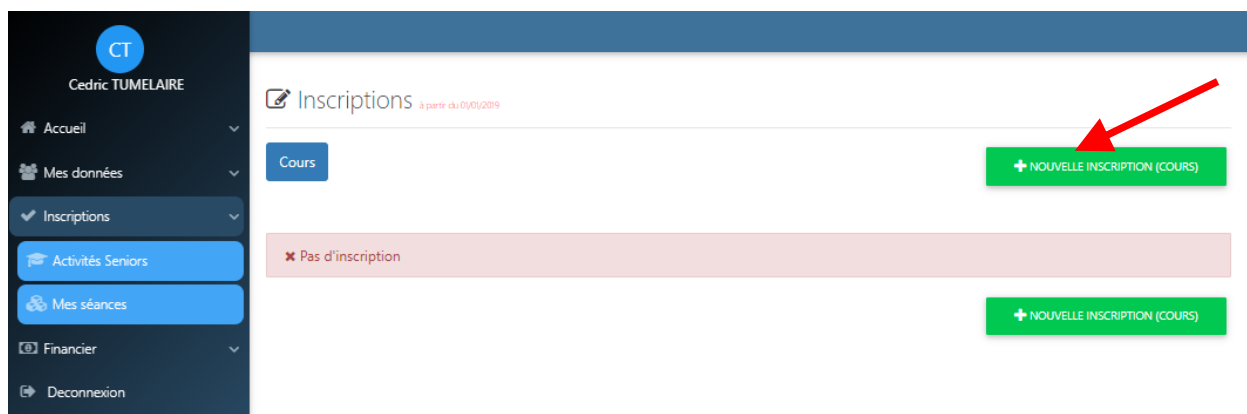 CT
Cedric TUMELAIRE
Accueil
Mes données
Inscriptions
Activités Seniors
Mes séances
Financier
Deconnexion
Inscriptions à partir du 01/01/2019
Cours
NOUVELLE INSCRIPTION (COURS)
Pas d'inscription
NOUVELLE INSCRIPTION (COURS)